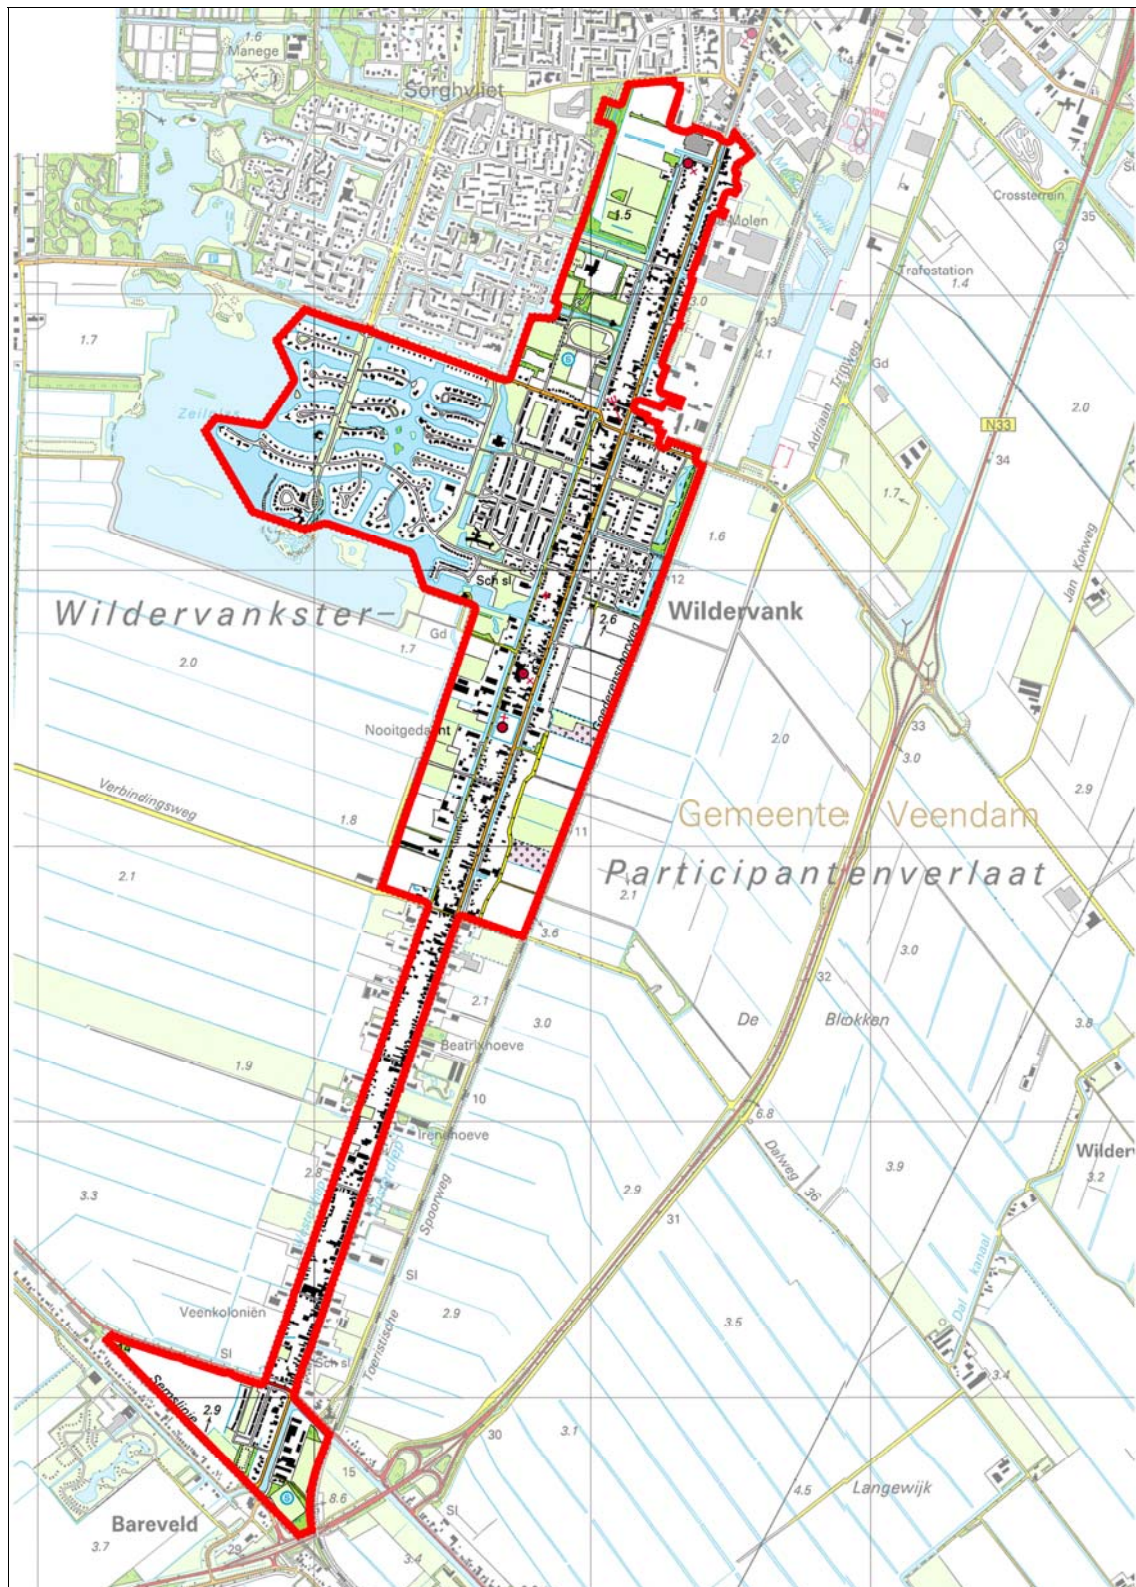 1.6
Manege
Sorghvliet
1.4
Crossterrein
35
2
1.5
Molen
wijk
Trafostation
1.4
3.0
13
1.7
4.1
Adriaan Tripweg
Gd
2.0
N33
34
1.7
1.6
Jan Kokweg
12
Sch sl
Wildervankster-
Wildervank
2.6
Gd
1.7
2.0
Goederenspoorweg
Nooitgedacht
2.0
33
3.0
Verbindingsweg
2.9
1.8
Gemeente Veendam
11
Participantenverlaat
2.1
2.1
3.6
3.0
32
2.1
De Blokken
3.0
3.8
Beatrixhoeve
1.9
10
6.8
Irenehoeve
Dalweg
Wilder
3.9
3.2
2.8
36
3.3
2.9
31
Spoorweg
Dal kanaal
Sl
Veenkoloniën
2.9
3.5
Toeristische
Sl
Sch sl
3.4
Semslinie
2.9
30
3.1
15
4.5
Langewijk
8.6
Sl
Bareveld
3.7
29
3.4